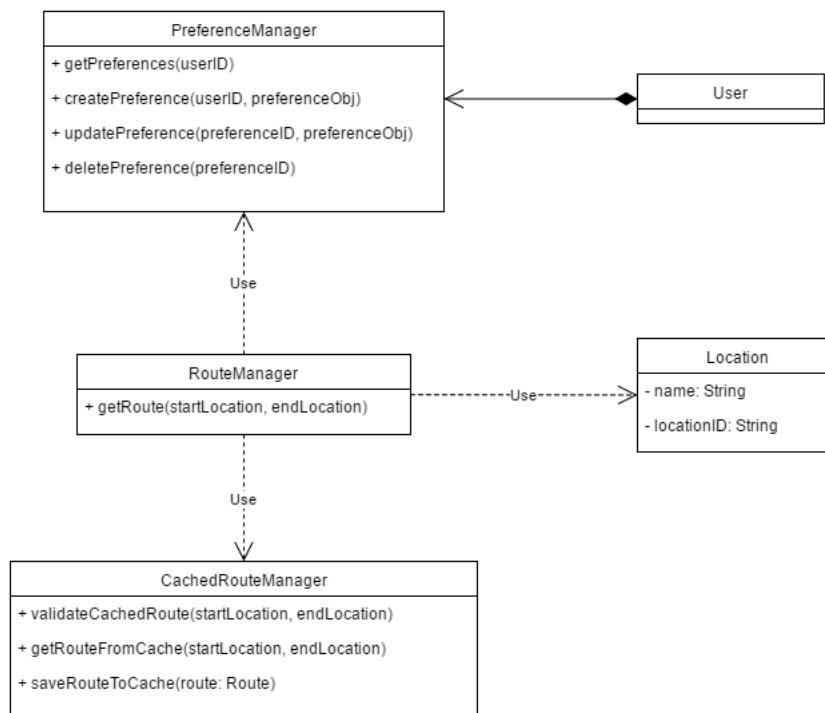 PreferenceManager
+ getPreferences(userID)
+ createPreference(userID, preferenceObj)
+ updatePreference(preferenceID, preferenceObj)
+ deletePreference(preferenceID)
User
Use
RouteManager
+ getRoute(startLocation, endLocation)
Use
Location
- name: String
- locationID: String
Use
CachedRouteManager
+ validateCachedRoute(startLocation, endLocation)
+ getRouteFromCache(startLocation, endLocation)
+ saveRouteToCache(route: Route)